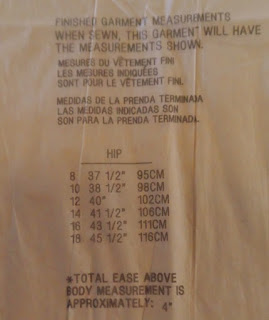 FINISHED GARMENT MEASUREMENTS
WHEN SEWN, THIS GARMENT WILL HAVE
THE MEASUREMENTS SHOWN.
MESURES DU VÊTEMENT FINI
LES MESURES INDIQUÉES
SONT POUR LE VÊTEMENT FINI.
MEDIDAS DE LA PRENDA TERMINADA
LAS MEDIDAS INDICADAS SON
SON PARA LA PRENDA TERMINADA.
HIP
8 37 1/2" 95CM
10 38 1/2" 98CM
12 40" 102CM
14 41 1/2" 106CM
16 43 1/2" 111CM
18 45 1/2" 116CM
*TOTAL EASE ABOVE
BODY MEASUREMENT IS
APPROXIMATELY: 4"